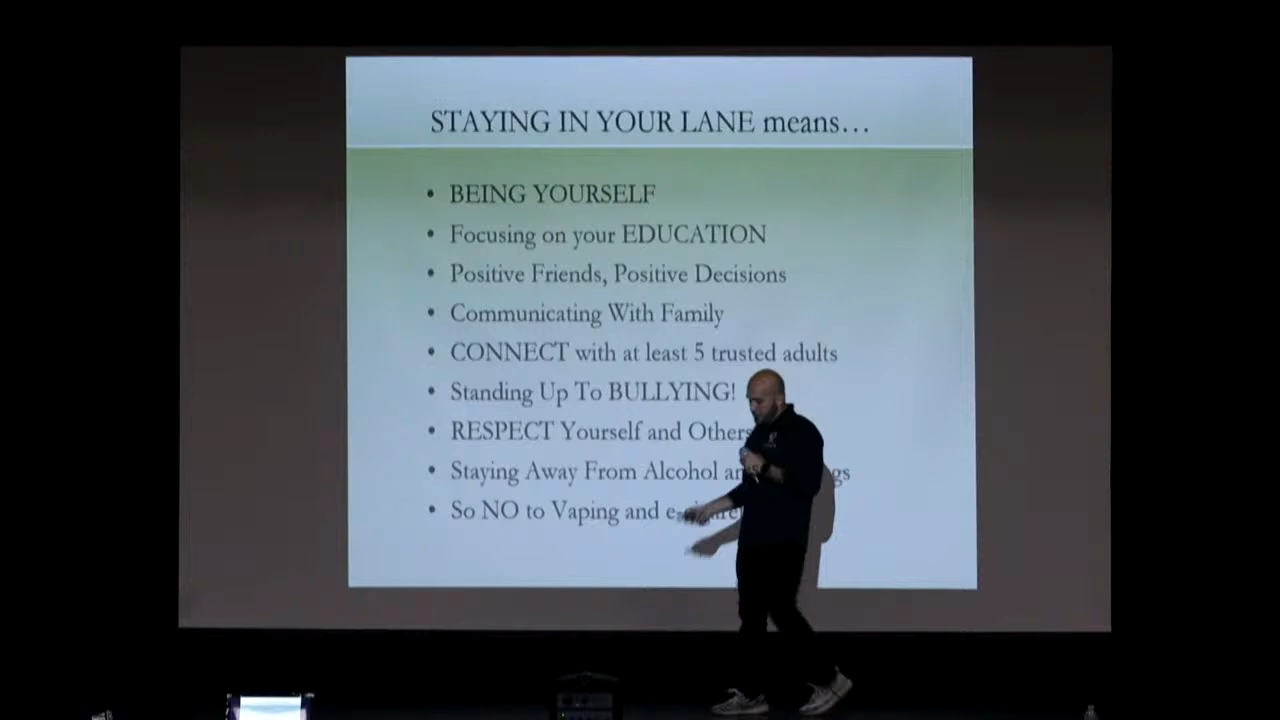 STAYING IN YOUR LANE means…
• BEING YOURSELF
• Focusing on your EDUCATION
• Positive Friends, Positive Decisions
• Communicating With Family
• CONNECT with at least 5 trusted adults
• Standing Up To BULLYING!
• RESPECT Yourself and Others
• Staying Away From Alcohol
• So NO to Vaping and